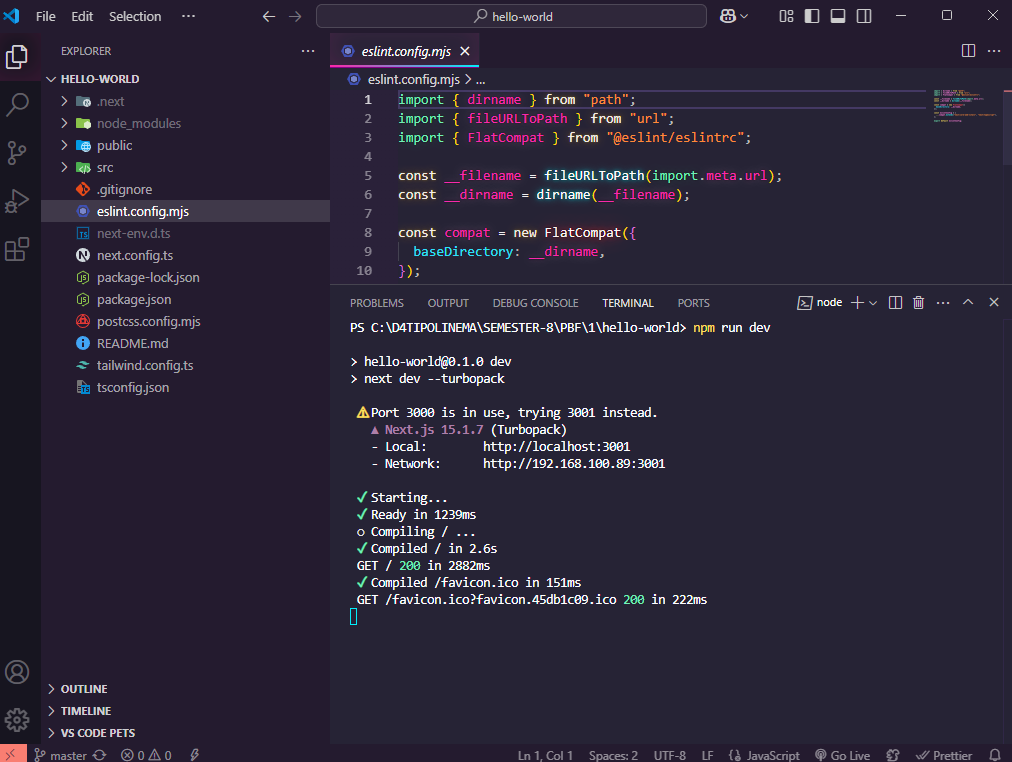 File Edit Selection ··· hello-world
EXPLORER ···
HELLO-WORLD
.next
node_modules
public
src
.gitignore
eslint.config.mjs
next-env.d.ts
next.config.ts
package-lock.json
package.json
postcss.config.mjs
README.md
tailwind.config.ts
tsconfig.json
OUTLINE
TIMELINE
VS CODE PETS
eslint.config.mjs
eslint.config.mjs > ...
1 import { dirname } from "path";
2 import { fileURLToPath } from "url";
3 import { FlatCompat } from "@eslint/eslintrc";
4
5 const __filename = fileURLToPath(import.meta.url);
6 const __dirname = dirname(__filename);
7
8 const compat = new FlatCompat({
9 baseDirectory: __dirname,
10 });
PROBLEMS OUTPUT DEBUG CONSOLE TERMINAL PORTS node
PS C:\D4TIPOLINEMA\SEMESTER-8\PBF\1\hello-world> npm run dev
> hello-world@0.1.0 dev
> next dev --turbopack
⚠Port 3000 is in use, trying 3001 instead.
▲ Next.js 15.1.7 (Turbopack)
- Local: http://localhost:3001
- Network: http://192.168.100.89:3001
✓Starting...
✓Ready in 1239ms
○ Compiling / ...
✓Compiled / in 2.6s
GET / 200 in 2882ms
✓Compiled /favicon.ico in 151ms
GET /favicon.ico?favicon.45db1c09.ico 200 in 222ms
master 0 0 Ln 1, Col 1 Spaces: 2 UTF-8 LF {} JavaScript Go Live Prettier